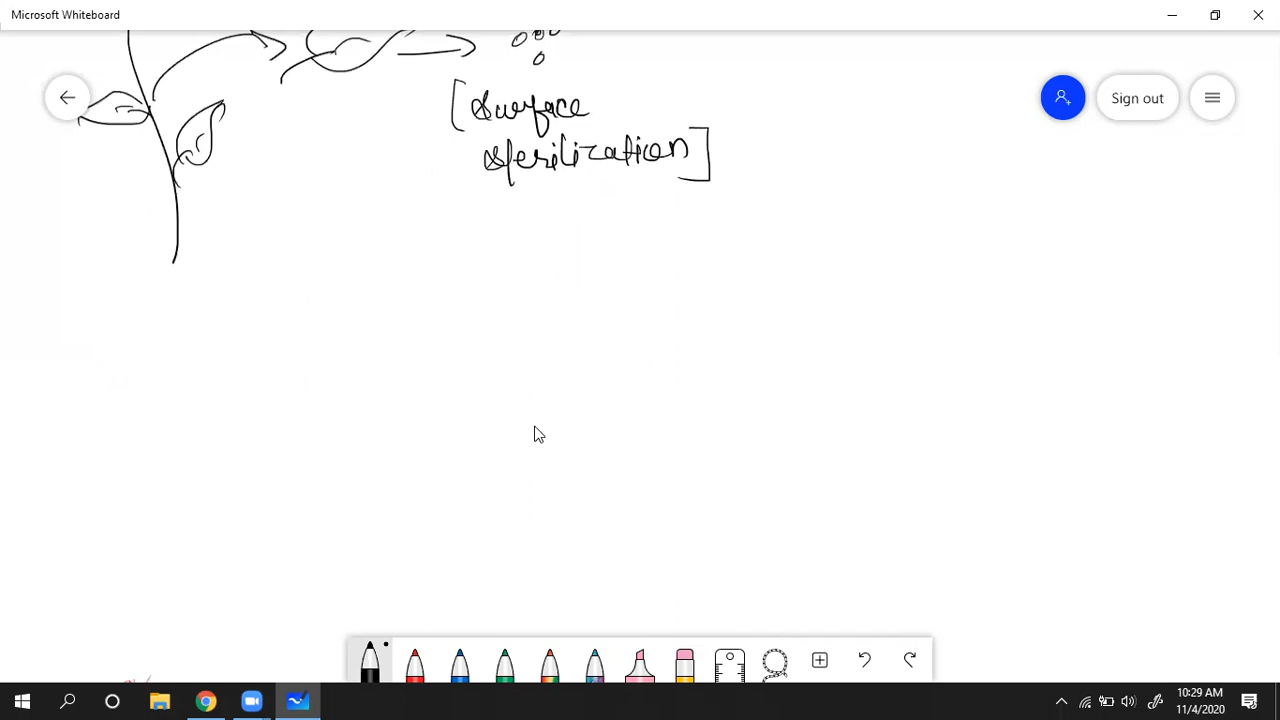 Microsoft Whiteboard
Sign out
[Surface
Sterilization]
10:29 AM
11/4/2020